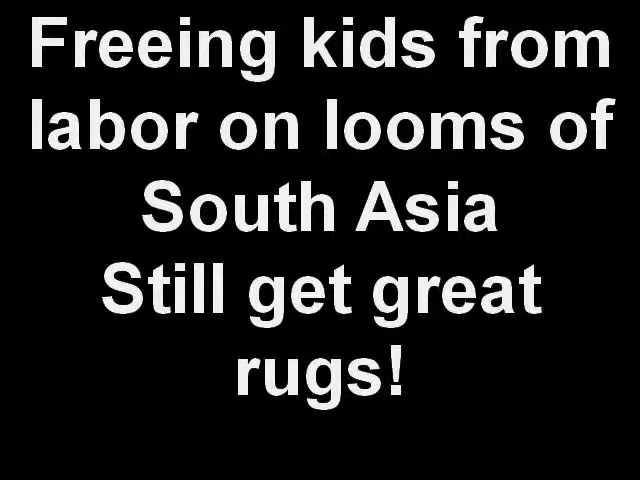 Freeing kids from
labor on looms of
South Asia
Still get great
rugs!